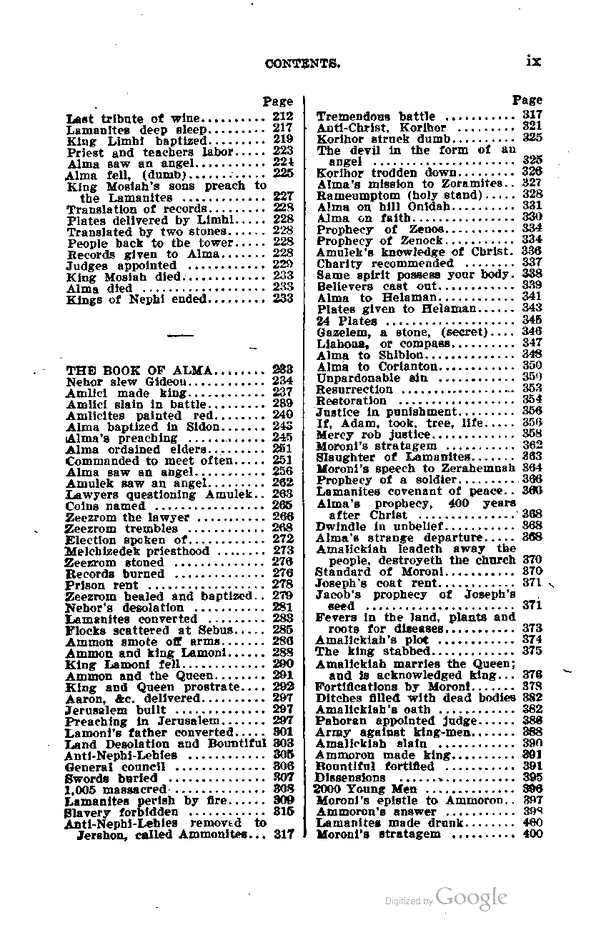 CONTENTS. ix
Page
Last tribute of wine.......... 212
Lamanites deep sleep......... 217
King Limhi baptized.......... 219
Priest and teachers labor..... 223
Alma saw an angel........... 224
Alma fell, (dumb)............ 225
King Mosiah's sons preach to
the Lamanites ............. 227
Translation of records........ 228
Plates delivered by Limhi..... 228
Translated by two stones...... 228
People back to the tower..... 228
Records given to Alma....... 228
Judges appointed ............ 229
King Mosiah died............ 233
Alma died .................. 233
Kings of Nephi ended......... 233
THE BOOK OF ALMA........ 233
Nehor slew Gideon............ 234
Amlici made king............ 237
Amlici slain in battle......... 239
Amlicites painted red......... 240
Alma baptized in Sidon....... 243
Alma's preaching ............ 245
Alma ordained elders......... 251
Commanded to meet often..... 251
Alma saw an angel........... 256
Amulek saw an angel......... 262
Lawyers questioning Amulek.. 263
Coins named ................ 265
Zeezrom the lawyer .......... 266
Zeezrom trembles ............ 268
Election spoken of............ 272
Melchizedek priesthood ....... 273
Zeezrom stoned .............. 276
Records burned .............. 276
Prison rent .................. 278
Zeezrom healed and baptized.. 279
Nehor's desolation ........... 281
Lamanites converted ......... 283
Flocks scattered at Sebus..... 285
Ammon smote off arms....... 286
Ammon and king Lamoni...... 288
King Lamoni fell............. 290
Ammon and the Queen....... 291
King and Queen prostrate.... 292
Aaron, &c. delivered.......... 297
Jerusalem built .............. 297
Preaching in Jerusalem....... 297
Lamoni's father converted..... 301
Land Desolation and Bountiful 303
Anti-Nephi-Lehies ........... 305
General council .............. 306
Swords buried ............... 307
1,005 massacred .............. 308
Lamanites perish by fire...... 309
Slavery forbidden ............ 315
Anti-Nephi-Lehies removed to
Jershon, called Ammonites... 317
Page
Tremendous battle ........... 317
Anti-Christ, Korihor ......... 321
Korihor struck dumb.......... 325
The devil in the form of an
angel ..................... 325
Korihor trodden down......... 326
Alma's mission to Zoramites.. 327
Rameumptom (holy stand)..... 328
Alma on hill Onidah.......... 331
Alma on faith............... 330
Prophecy of Zenos............ 334
Prophecy of Zenock........... 334
Amulek's knowledge of Christ. 336
Charity recommended ........ 337
Same spirit possess your body. 338
Believers cast out............ 339
Alma to Helaman............ 341
Plates given to Helaman...... 343
24 Plates ................... 345
Gazelem, a stone, (secret).... 346
Liahona, or compass.......... 347
Alma to Shiblon.............. 348
Alma to Corianton............ 350
Unpardonable sin ............ 350
Resurrection ................ 353
Restoration ................. 354
Justice in punishment......... 356
If, Adam, took, tree, life..... 356
Mercy rob justice............. 358
Moroni's stratagem ........... 362
Slaughter of Lamanites....... 363
Moroni's speech to Zerahemnah 364
Prophecy of a soldier......... 366
Lamanites covenant of peace.. 366
Alma's prophecy, 400 years
after Christ ............... 368
Dwindle in unbelief........... 368
Alma's strange departure..... 368
Amalickiah leadeth away the
people, destroyeth the church 370
Standard of Moroni........... 370
Joseph's coat rent............ 371
Jacob's prophecy of Joseph's
seed ...................... 371
Fevers in the land, plants and
roots for diseases........... 373
Amalickiah's plot ............ 374
The king stabbed............. 375
Amalickiah marries the Queen;
and is acknowledged king... 376
Fortifications by Moroni....... 378
Ditches filled with dead bodies 382
Amalickiah's oath ............ 382
Pahoran appointed judge...... 386
Army against king-men....... 388
Amalickiah slain ............. 390
Ammoron made king.......... 391
Bountiful fortified ............ 391
Dissensions ................. 395
2000 Young Men ............. 396
Moroni's epistle to Ammoron.. 397
Ammoron's answer ........... 398
Lamanites made drunk........ 400
Moroni's stratagem .......... 400
Digitized by Google